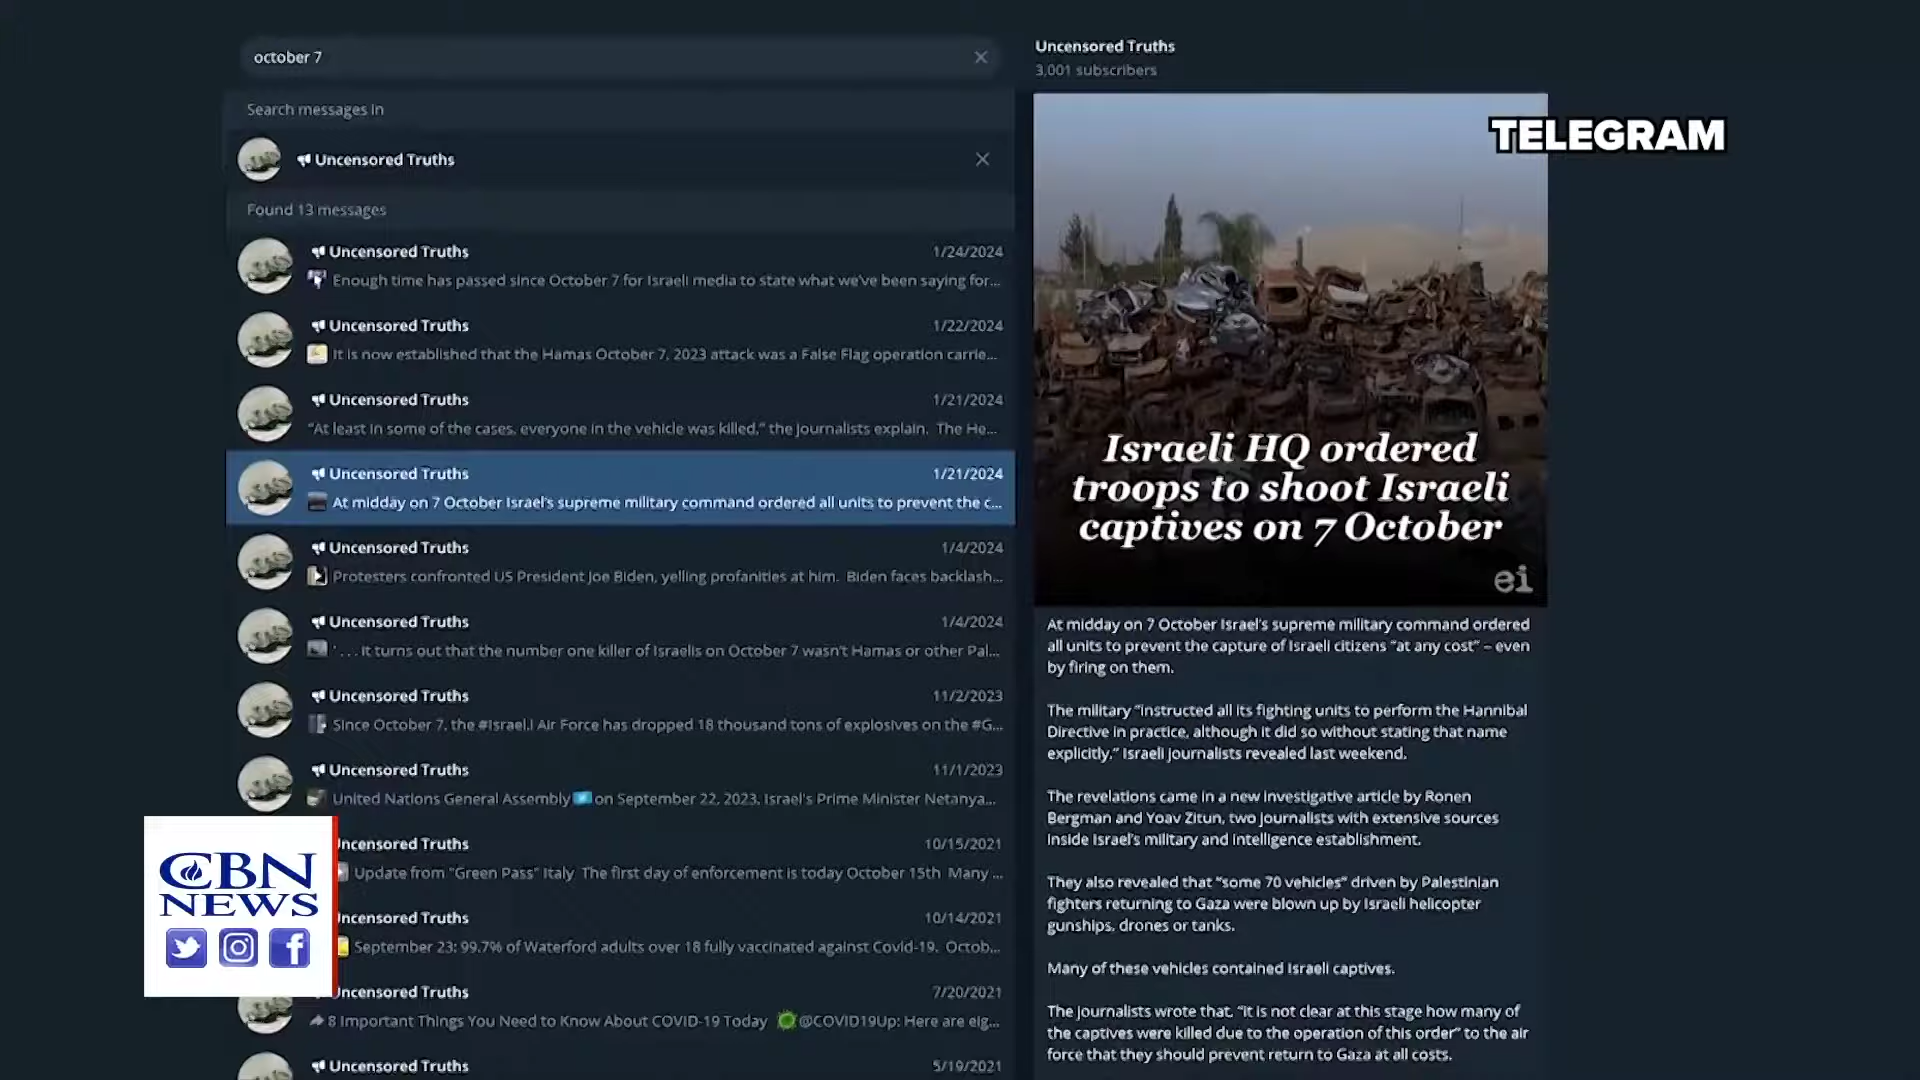 october 7
Search messages in
Uncensored Truths
Found 13 messages
Uncensored Truths 1/24/2024
Enough time has passed since October 7 for Israeli media to state what we've been saying for...
Uncensored Truths 1/22/2024
It is now established that the Hamas October 7, 2023 attack was a False Flag operation carrie...
Uncensored Truths 1/21/2024
"At least in some of the cases, everyone in the vehicle was killed," the journalists explain. The He...
Uncensored Truths 1/21/2024
At midday on 7 October Israel's supreme military command ordered all units to prevent the c...
Uncensored Truths 1/4/2024
Protesters confronted US President Joe Biden, yelling profanities at him. Biden faces backlash...
Uncensored Truths 1/4/2024
' . . . it turns out that the number one killer of Israelis on October 7 wasn't Hamas or other Pal...
Uncensored Truths 11/2/2023
Since October 7, the #Israel.i Air Force has dropped 18 thousand tons of explosives on the #G...
Uncensored Truths 11/1/2023
United Nations General Assembly on September 22, 2023, Israel's Prime Minister Netanya...
Uncensored Truths 10/15/2021
Update from "Green Pass" Italy The first day of enforcement is today October 15th Many ...
Uncensored Truths 10/14/2021
September 23: 99.7% of Waterford adults over 18 fully vaccinated against Covid-19. Octob...
Uncensored Truths 7/20/2021
8 Important Things You Need to Know About COVID-19 Today @COVID19Up: Here are eig...
Uncensored Truths 5/19/2021
CBN
NEWS
Uncensored Truths
3,001 subscribers
TELEGRAM
Israeli HQ ordered
troops to shoot Israeli
captives on 7 October
ei
At midday on 7 October Israel's supreme military command ordered
all units to prevent the capture of Israeli citizens "at any cost" – even
by firing on them.
The military "instructed all its fighting units to perform the Hannibal
Directive in practice, although it did so without stating that name
explicitly," Israeli journalists revealed last weekend.
The revelations came in a new investigative article by Ronen
Bergman and Yoav Zitun, two journalists with extensive sources
inside Israel's military and intelligence establishment.
They also revealed that "some 70 vehicles" driven by Palestinian
fighters returning to Gaza were blown up by Israeli helicopter
gunships, drones or tanks.
Many of these vehicles contained Israeli captives.
The journalists wrote that, "it is not clear at this stage how many of
the captives were killed due to the operation of this order" to the air
force that they should prevent return to Gaza at all costs.